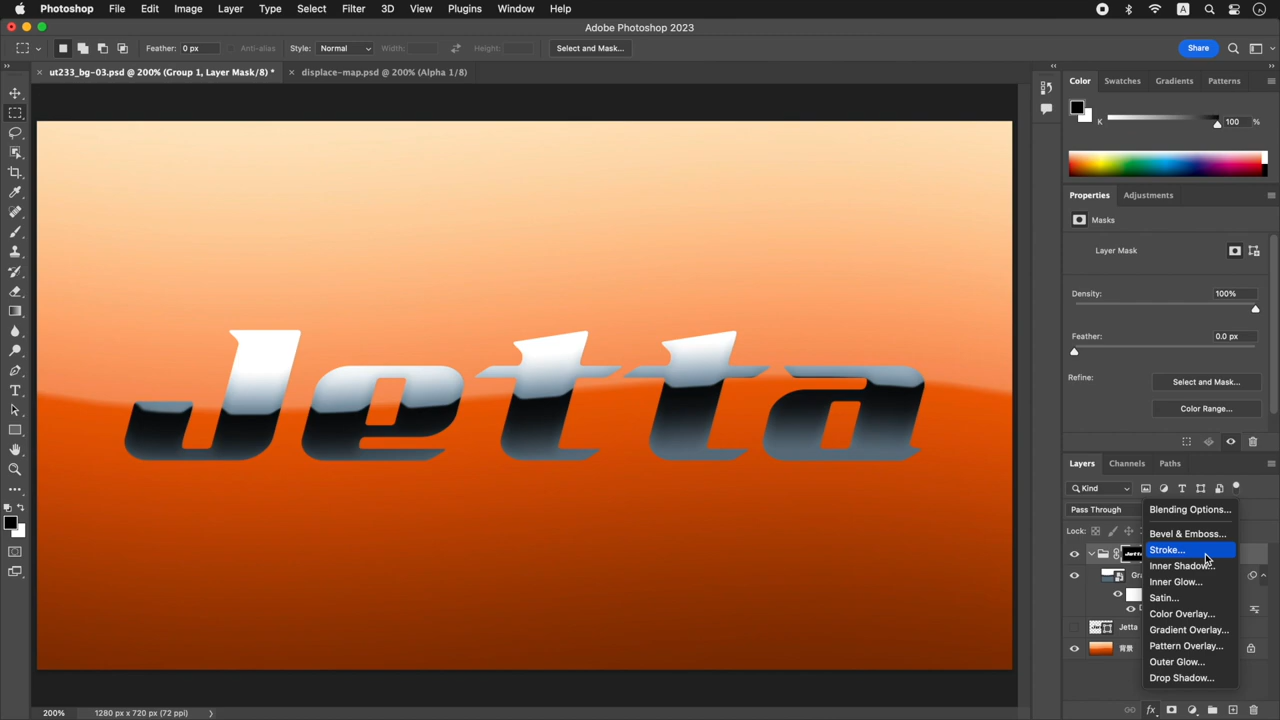 Photoshop File Edit Image Layer Type Select Filter 3D View Plugins Window Help
Adobe Photoshop 2023
Feather: 0 px Anti-alias Style: Normal Width: Height: Select and Mask... Share
× ut233_bg-03.psd @ 200% (Group 1, Layer Mask/8) * × displace-map.psd @ 200% (Alpha 1/8)
Color Swatches Gradients Patterns
K 100 %
Properties Adjustments
Masks
Layer Mask
Density: 100%
Feather: 0.0 px
Refine: Select and Mask...
Color Range...
Jetta
Layers Channels Paths
Kind
Pass Through
Lock:
Blending Options...
Bevel & Emboss...
Stroke...
Inner Shadow...
Inner Glow...
Satin...
Color Overlay...
Gradient Overlay...
Pattern Overlay...
Outer Glow...
Drop Shadow...
Jetta
背景
200% 1280 px x 720 px (72 ppi)
fx